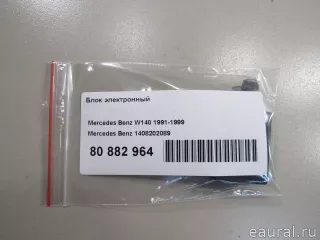 Блок электронный
Mercedes Benz W140 1991-1999
Mercedes Benz 1408202089
80 882 964
eaural.ru